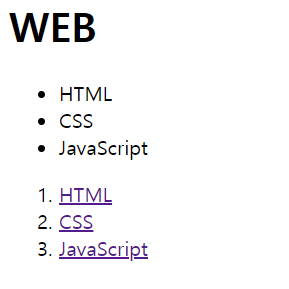 WEB
• HTML
• CSS
• JavaScript
1. HTML
2. CSS
3. JavaScript